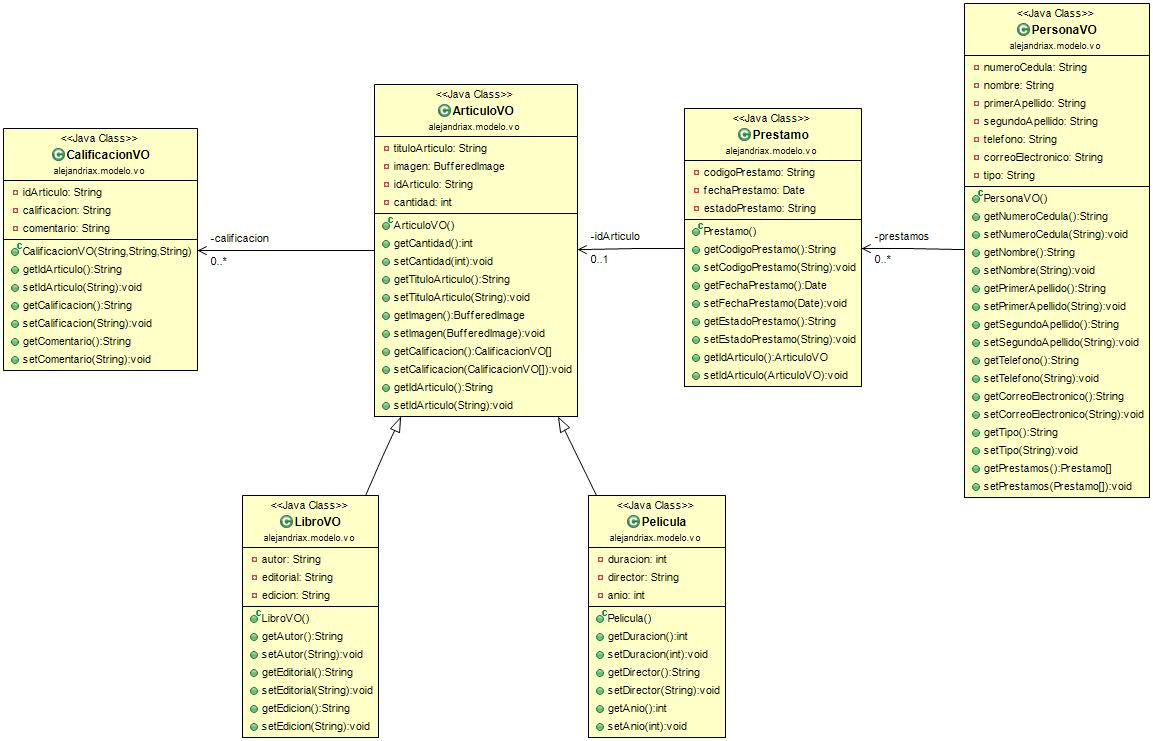 <<Java Class>>
CalificacionVO
alejandriax.modelo.vo
idArticulo: String
calificacion: String
comentario: String
CalificacionVO(String,String,String)
getIdArticulo():String
setIdArticulo(String):void
getCalificacion():String
setCalificacion(String):void
getComentario():String
setComentario(String):void
-calificacion
0..*
<<Java Class>>
ArticuloVO
alejandriax.modelo.vo
tituloArticulo: String
imagen: BufferedImage
idArticulo: String
cantidad: int
ArticuloVO()
getCantidad():int
setCantidad(int):void
getTituloArticulo():String
setTituloArticulo(String):void
getImagen():BufferedImage
setImagen(BufferedImage):void
getCalificacion():CalificacionVO[]
setCalificacion(CalificacionVO[]):void
getIdArticulo():String
setIdArticulo(String):void
-idArticulo
0..1
<<Java Class>>
Prestamo
alejandriax.modelo.vo
codigoPrestamo: String
fechaPrestamo: Date
estadoPrestamo: String
Prestamo()
getCodigoPrestamo():String
setCodigoPrestamo(String):void
getFechaPrestamo():Date
setFechaPrestamo(Date):void
getEstadoPrestamo():String
setEstadoPrestamo(String):void
getIdArticulo():ArticuloVO
setIdArticulo(ArticuloVO):void
-prestamos
0..*
<<Java Class>>
PersonaVO
alejandriax.modelo.vo
numeroCedula: String
nombre: String
primerApellido: String
segundoApellido: String
telefono: String
correoElectronico: String
tipo: String
PersonaVO()
getNumeroCedula():String
setNumeroCedula(String):void
getNombre():String
setNombre(String):void
getPrimerApellido():String
setPrimerApellido(String):void
getSegundoApellido():String
setSegundoApellido(String):void
getTelefono():String
setTelefono(String):void
getCorreoElectronico():String
setCorreoElectronico(String):void
getTipo():String
setTipo(String):void
getPrestamos():Prestamo[]
setPrestamos(Prestamo[]):void
<<Java Class>>
LibroVO
alejandriax.modelo.vo
autor: String
editorial: String
edicion: String
LibroVO()
getAutor():String
setAutor(String):void
getEditorial():String
setEditorial(String):void
getEdicion():String
setEdicion(String):void
<<Java Class>>
Pelicula
alejandriax.modelo.vo
duracion: int
director: String
anio: int
Pelicula()
getDuracion():int
setDuracion(int):void
getDirector():String
setDirector(String):void
getAnio():int
setAnio(int):void